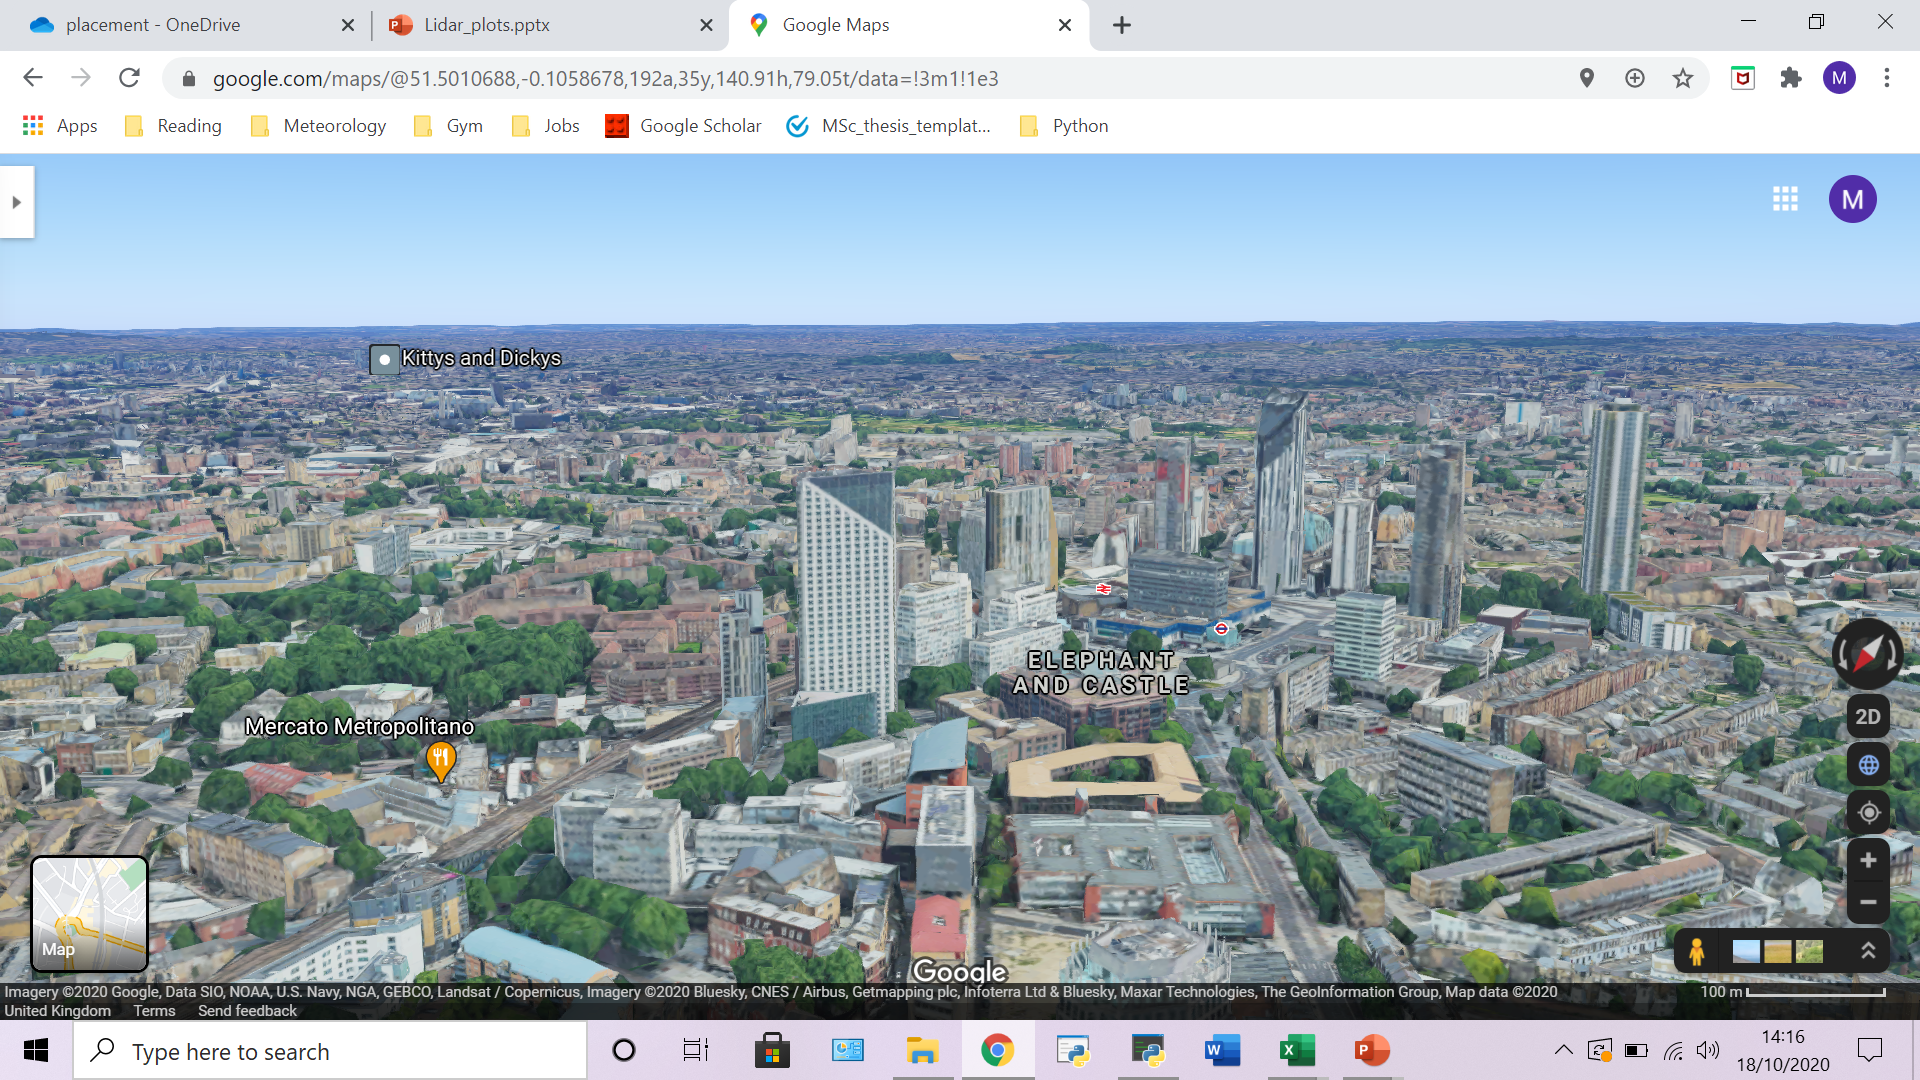 placement - OneDrive
Lidar_plots.pptx
Google Maps
google.com/maps/@51.5010688,-0.1058678,192a,35y,140.91h,79.05t/data=!3m1!1e3
M
Apps
Reading
Meteorology
Gym
Jobs
Google Scholar
MSc_thesis_templat...
Python
M
Kittys and Dickys
ELEPHANT
AND CASTLE
Mercato Metropolitano
2D
Map
Google
Imagery ©2020 Google, Data SIO, NOAA, U.S. Navy, NGA, GEBCO, Landsat / Copernicus, Imagery ©2020 Bluesky, CNES / Airbus, Getmapping plc, Infoterra Ltd & Bluesky, Maxar Technologies, The GeoInformation Group, Map data ©2020
100 m
United Kingdom
Terms
Send feedback
Type here to search
14:16
18/10/2020